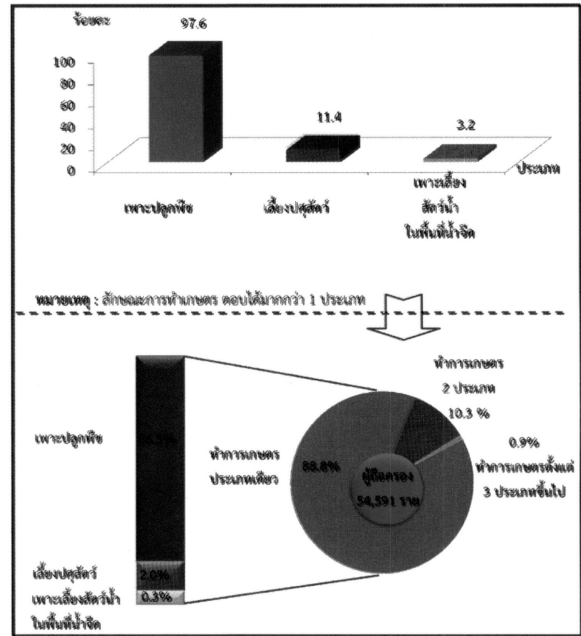 ร้อยละ
97.6
100
80
60
40
20
0
11.4
3.2
ประเภท
เพาะปลูกพืช
เลี้ยงปศุสัตว์
เพาะเลี้ยง
สัตว์น้ำ
ในพื้นที่น้ำจืด
หมายเหตุ : ลักษณะการทำเกษตร ตอบได้มากกว่า 1 ประเภท
เพาะปลูกพืช
เลี้ยงปศุสัตว์
2.0%
เพาะเลี้ยงสัตว์น้ำ
0.3%
ในพื้นที่น้ำจืด
ทำการเกษตร
ประเภทเดียว
88.8%
ผู้ถือครอง
54,591 ราย
ทำการเกษตร
2 ประเภท
10.3 %
0.9%
ทำการเกษตรตั้งแต่
3 ประเภทขึ้นไป